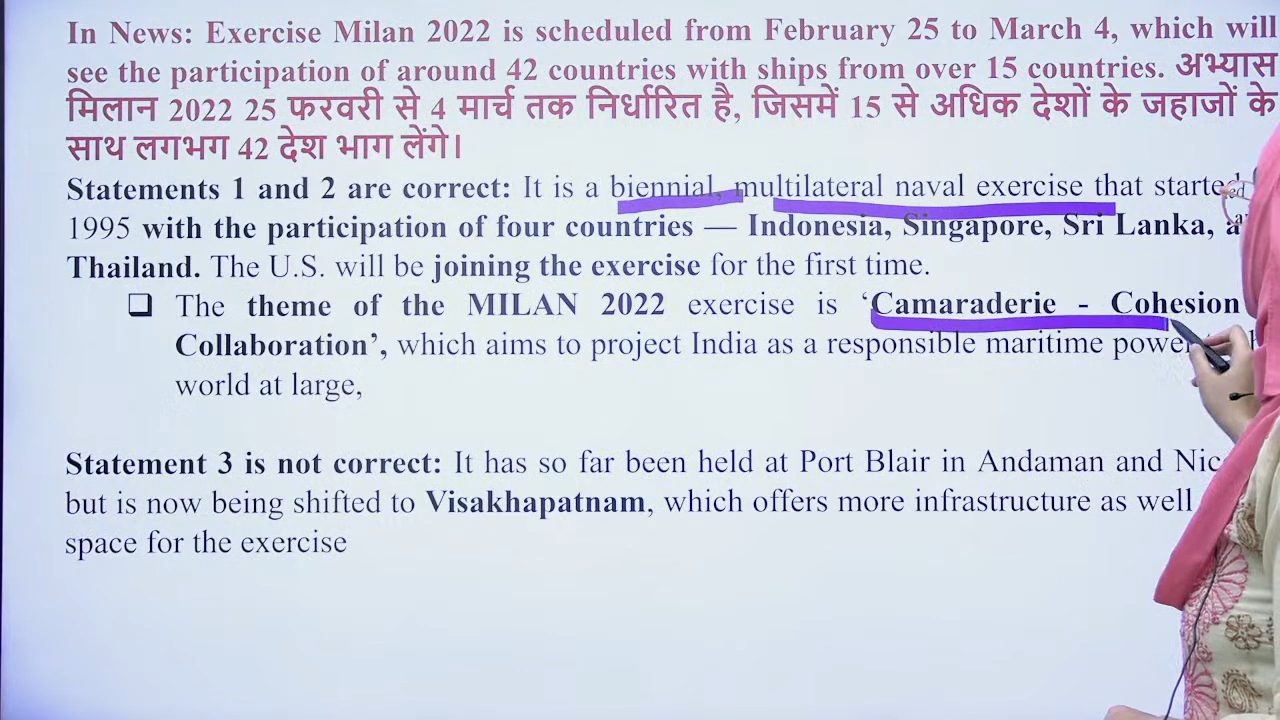 In News: Exercise Milan 2022 is scheduled from February 25 to March 4, which will
see the participation of around 42 countries with ships from over 15 countries. अभ्यास
मिलान 2022 25 फरवरी से 4 मार्च तक निर्धारित है, जिसमें 15 से अधिक देशों के जहाजों के
साथ लगभग 42 देश भाग लेंगे।
Statements 1 and 2 are correct: It is a biennial, multilateral naval exercise that started
1995 with the participation of four countries — Indonesia, Singapore, Sri Lanka,
Thailand. The U.S. will be joining the exercise for the first time.
❑ The theme of the MILAN 2022 exercise is ‘Camaraderie - Cohesion
Collaboration’, which aims to project India as a responsible maritime power
world at large,
Statement 3 is not correct: It has so far been held at Port Blair in Andaman and
but is now being shifted to Visakhapatnam, which offers more infrastructure as well
space for the exercise